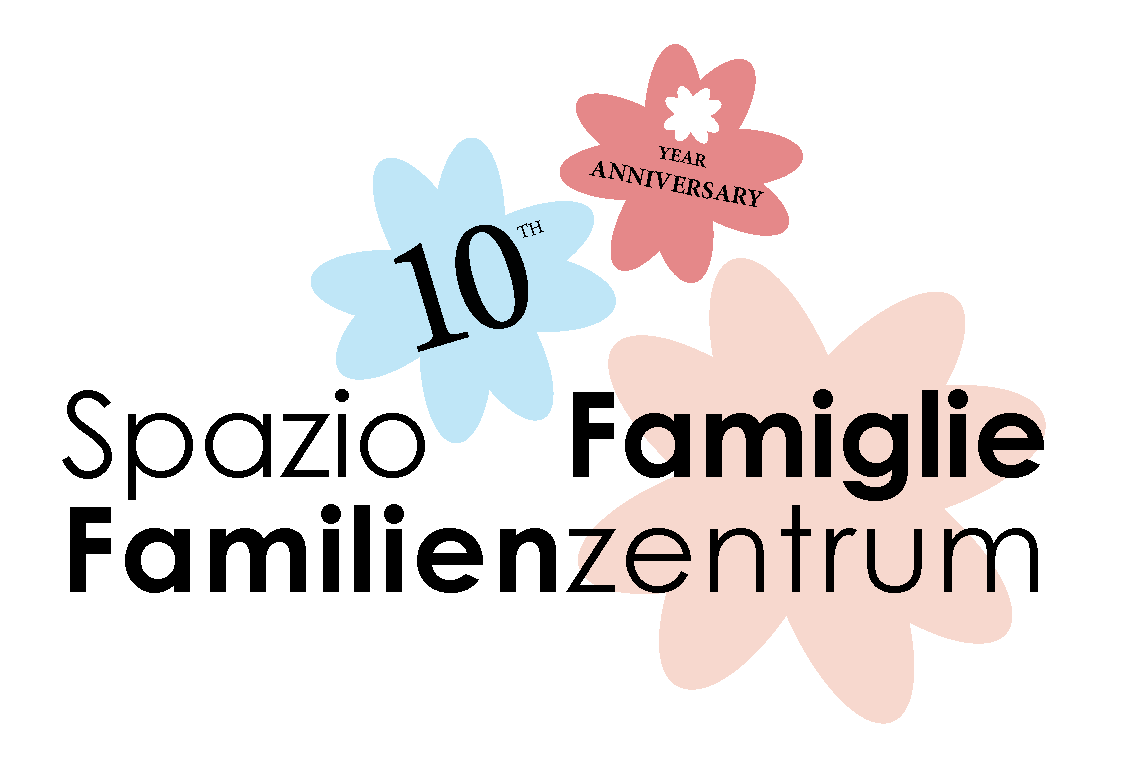 10TH
YEAR
ANNIVERSARY
Spazio Famiglie
Familienzentrum